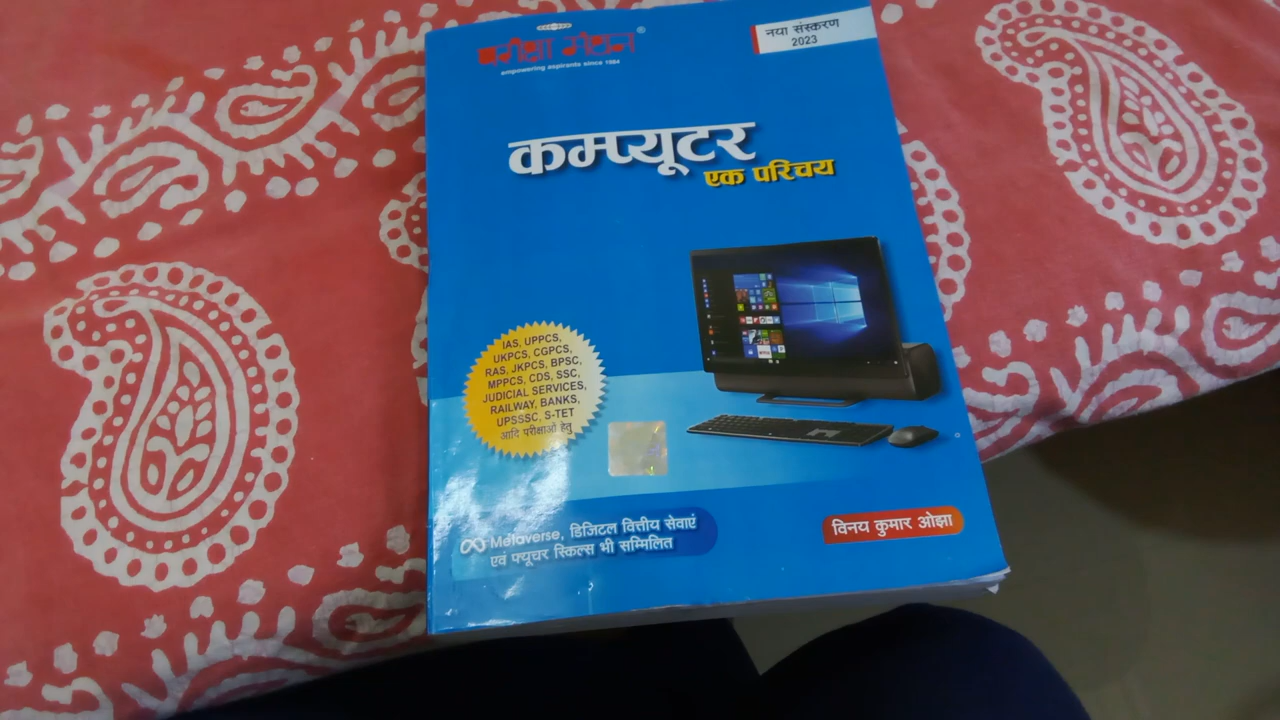 परीक्षा मंथन®
empowering aspirants since 1984
नया संस्करण
2023
कम्प्यूटर
एक परिचय
IAS, UPPCS,
UKPCS, CGPCS,
RAS, JKPCS, BPSC,
MPPCS, CDS, SSC,
JUDICIAL SERVICES,
RAILWAY, BANKS,
UPSSSC, S-TET
आदि परीक्षाओं हेतु
Metaverse, डिजिटल वित्तीय सेवाएं
एवं फ्यूचर स्किल्स भी सम्मिलित
विनय कुमार ओझा